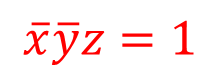 x̄ȳz = 1